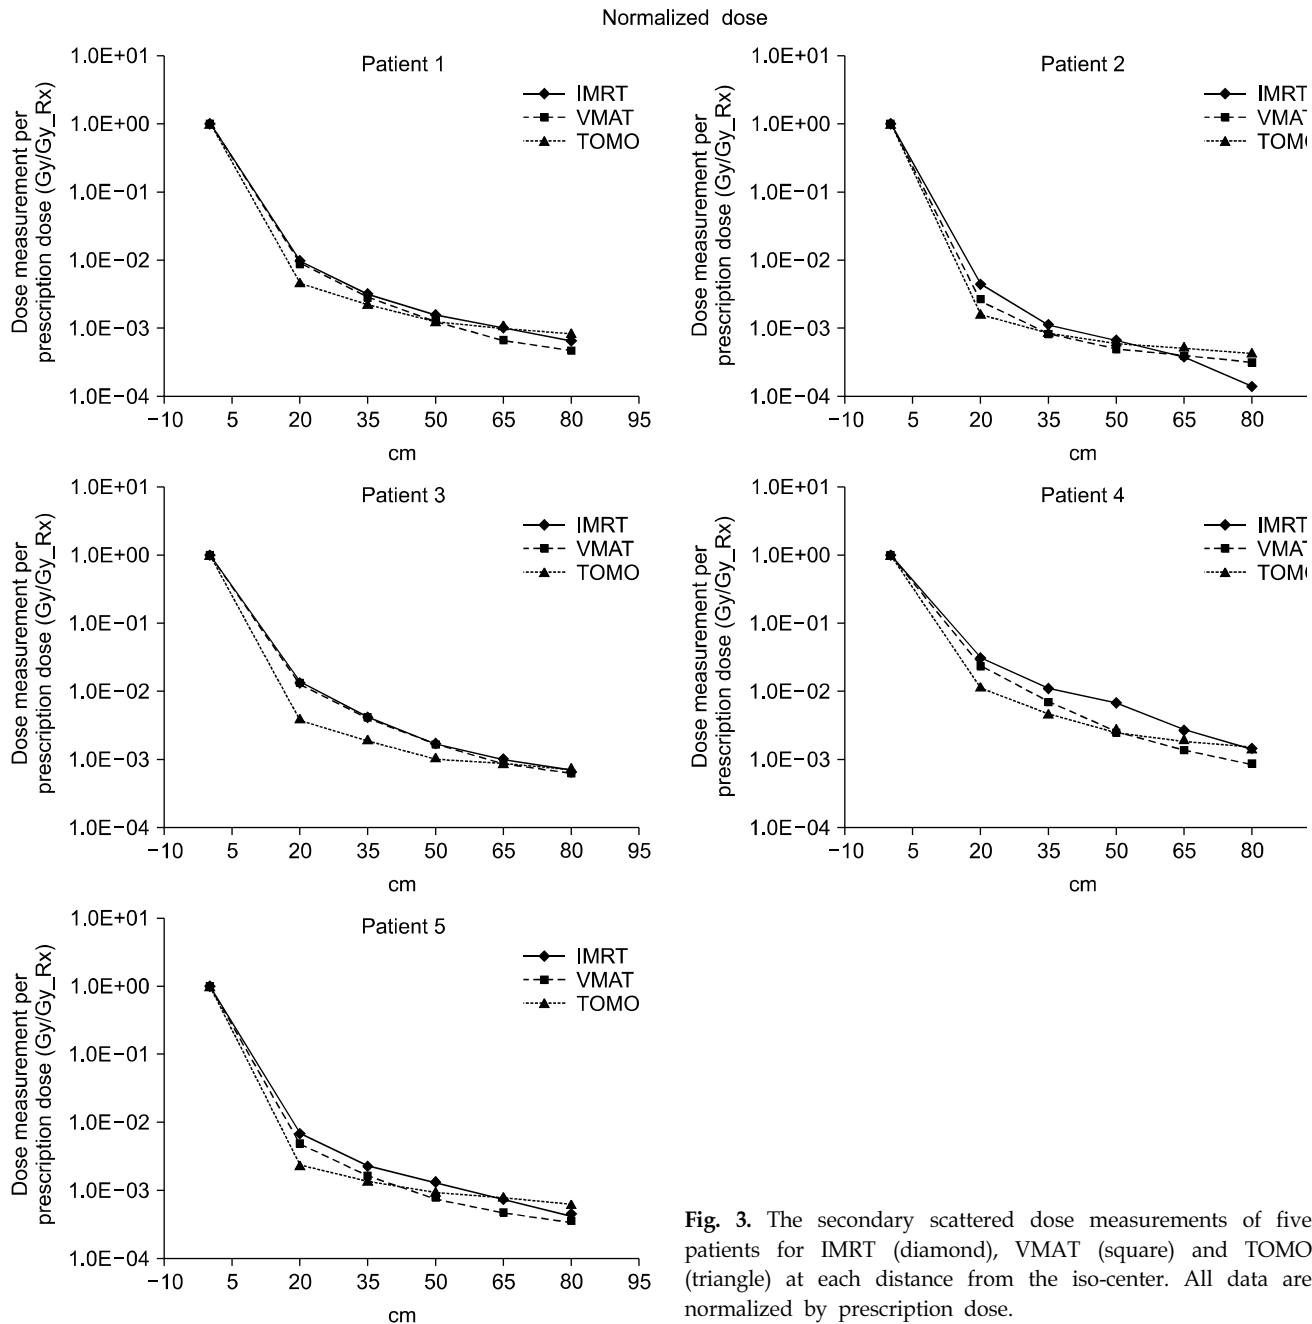 Normalized dose
Patient 1
Dose measurement per
prescription dose (Gy/Gy_Rx)
1.0E+01
1.0E+00
1.0E−01
1.0E−02
1.0E−03
1.0E−04
IMRT
VMAT
TOMO
−10 5 20 35 50 65 80 95
cm
Patient 2
Dose measurement per
prescription dose (Gy/Gy_Rx)
1.0E+01
1.0E+00
1.0E−01
1.0E−02
1.0E−03
1.0E−04
IMRT
VMAT
TOM
−10 5 20 35 50 65 80
cm
Patient 3
Dose measurement per
prescription dose (Gy/Gy_Rx)
1.0E+01
1.0E+00
1.0E−01
1.0E−02
1.0E−03
1.0E−04
IMRT
VMAT
TOMO
−10 5 20 35 50 65 80 95
cm
Patient 4
Dose measurement per
prescription dose (Gy/Gy_Rx)
1.0E+01
1.0E+00
1.0E−01
1.0E−02
1.0E−03
1.0E−04
IMRT
VMAT
TOM
−10 5 20 35 50 65 80
cm
Patient 5
Dose measurement per
prescription dose (Gy/Gy_Rx)
1.0E+01
1.0E+00
1.0E−01
1.0E−02
1.0E−03
1.0E−04
IMRT
VMAT
TOMO
−10 5 20 35 50 65 80 95
cm
Fig. 3. The secondary scattered dose measurements of five
patients for IMRT (diamond), VMAT (square) and TOMO
(triangle) at each distance from the iso-center. All data are
normalized by prescription dose.